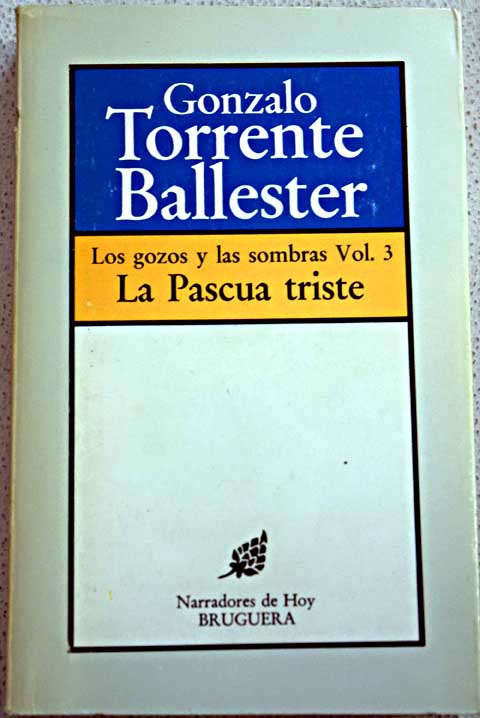 Gonzalo
Torrente
Ballester
Los gozos y las sombras Vol. 3
La Pascua triste
Narradores de Hoy
BRUGUERA